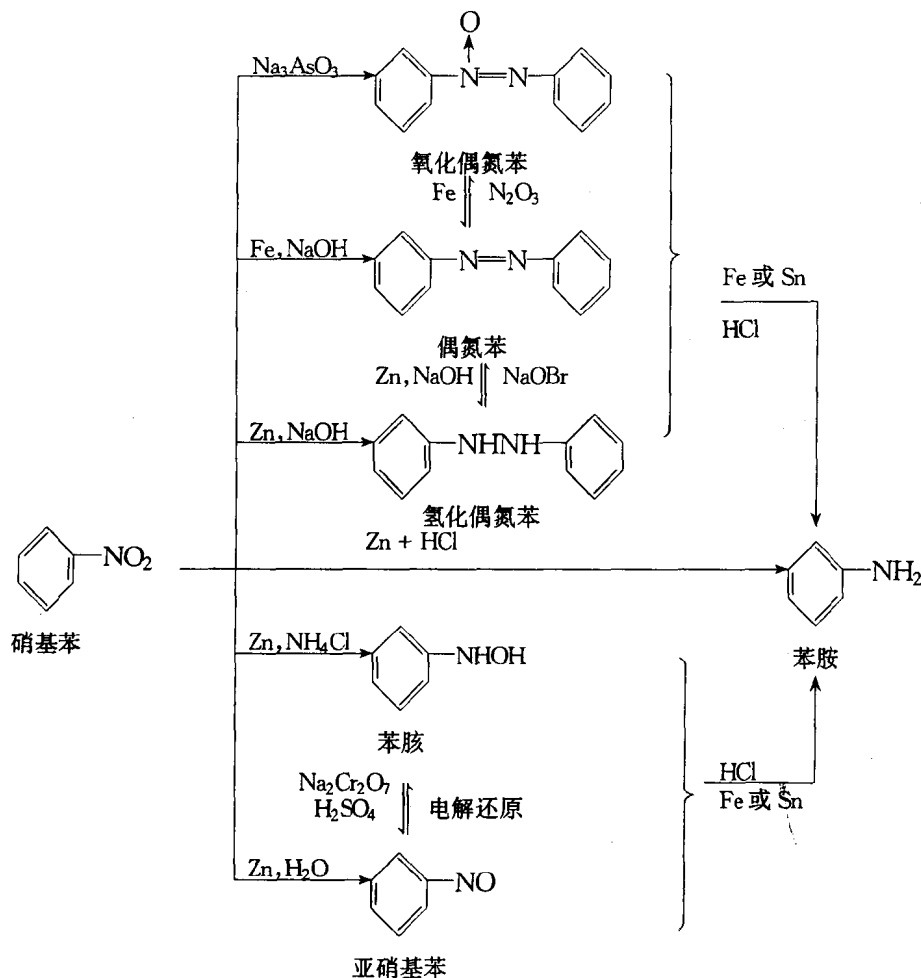 O
Na₃AsO₃
N=N
氧化偶氮苯
Fe N₂O₃
Fe,NaOH
N=N
Fe 或 Sn
HCl
偶氮苯
Zn,NaOH NaOBr
Zn,NaOH
NHNH
氢化偶氮苯
Zn + HCl
NO₂
NH₂
硝基苯
Zn,NH₄Cl
NHOH
苯胺
苯胲
Na₂Cr₂O₇
H₂SO₄ 电解还原
HCl
Fe 或 Sn
Zn,H₂O
NO
亚硝基苯